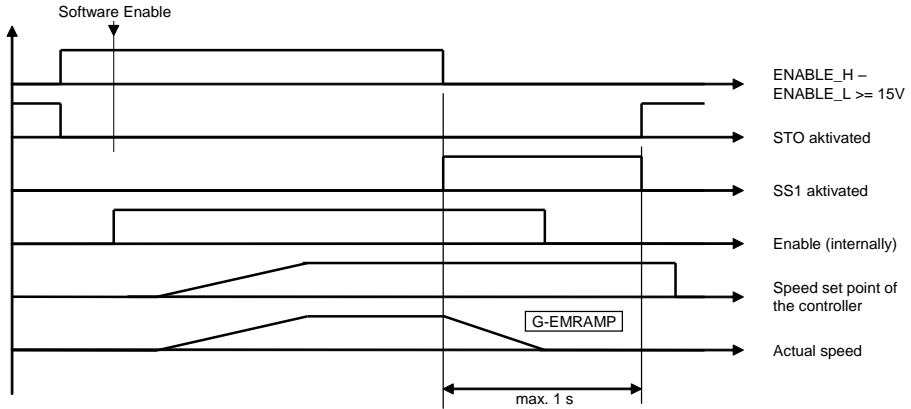 Software Enable
ENABLE_H –
ENABLE_L >= 15V
STO aktivated
SS1 aktivated
Enable (internally)
Speed set point of
the controller
G-EMRAMP
Actual speed
max. 1 s